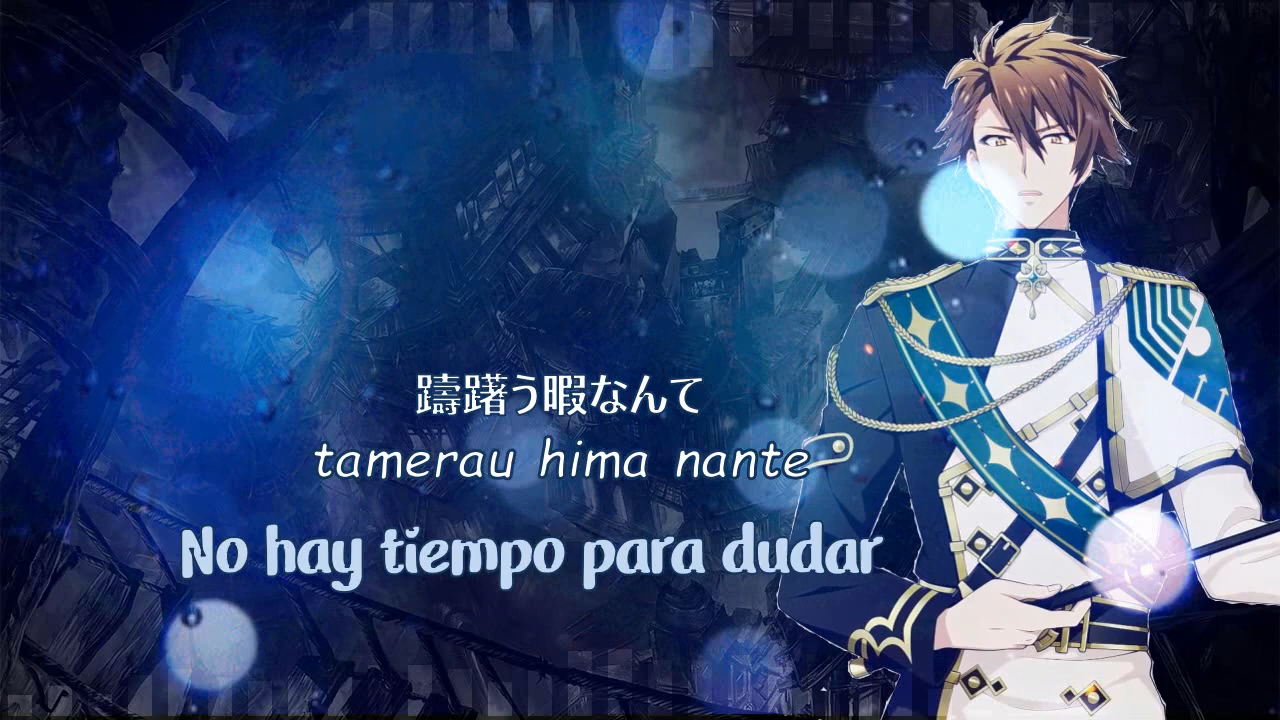 躊躇う暇なんて
tamerau hima nante
No hay tiempo para dudar